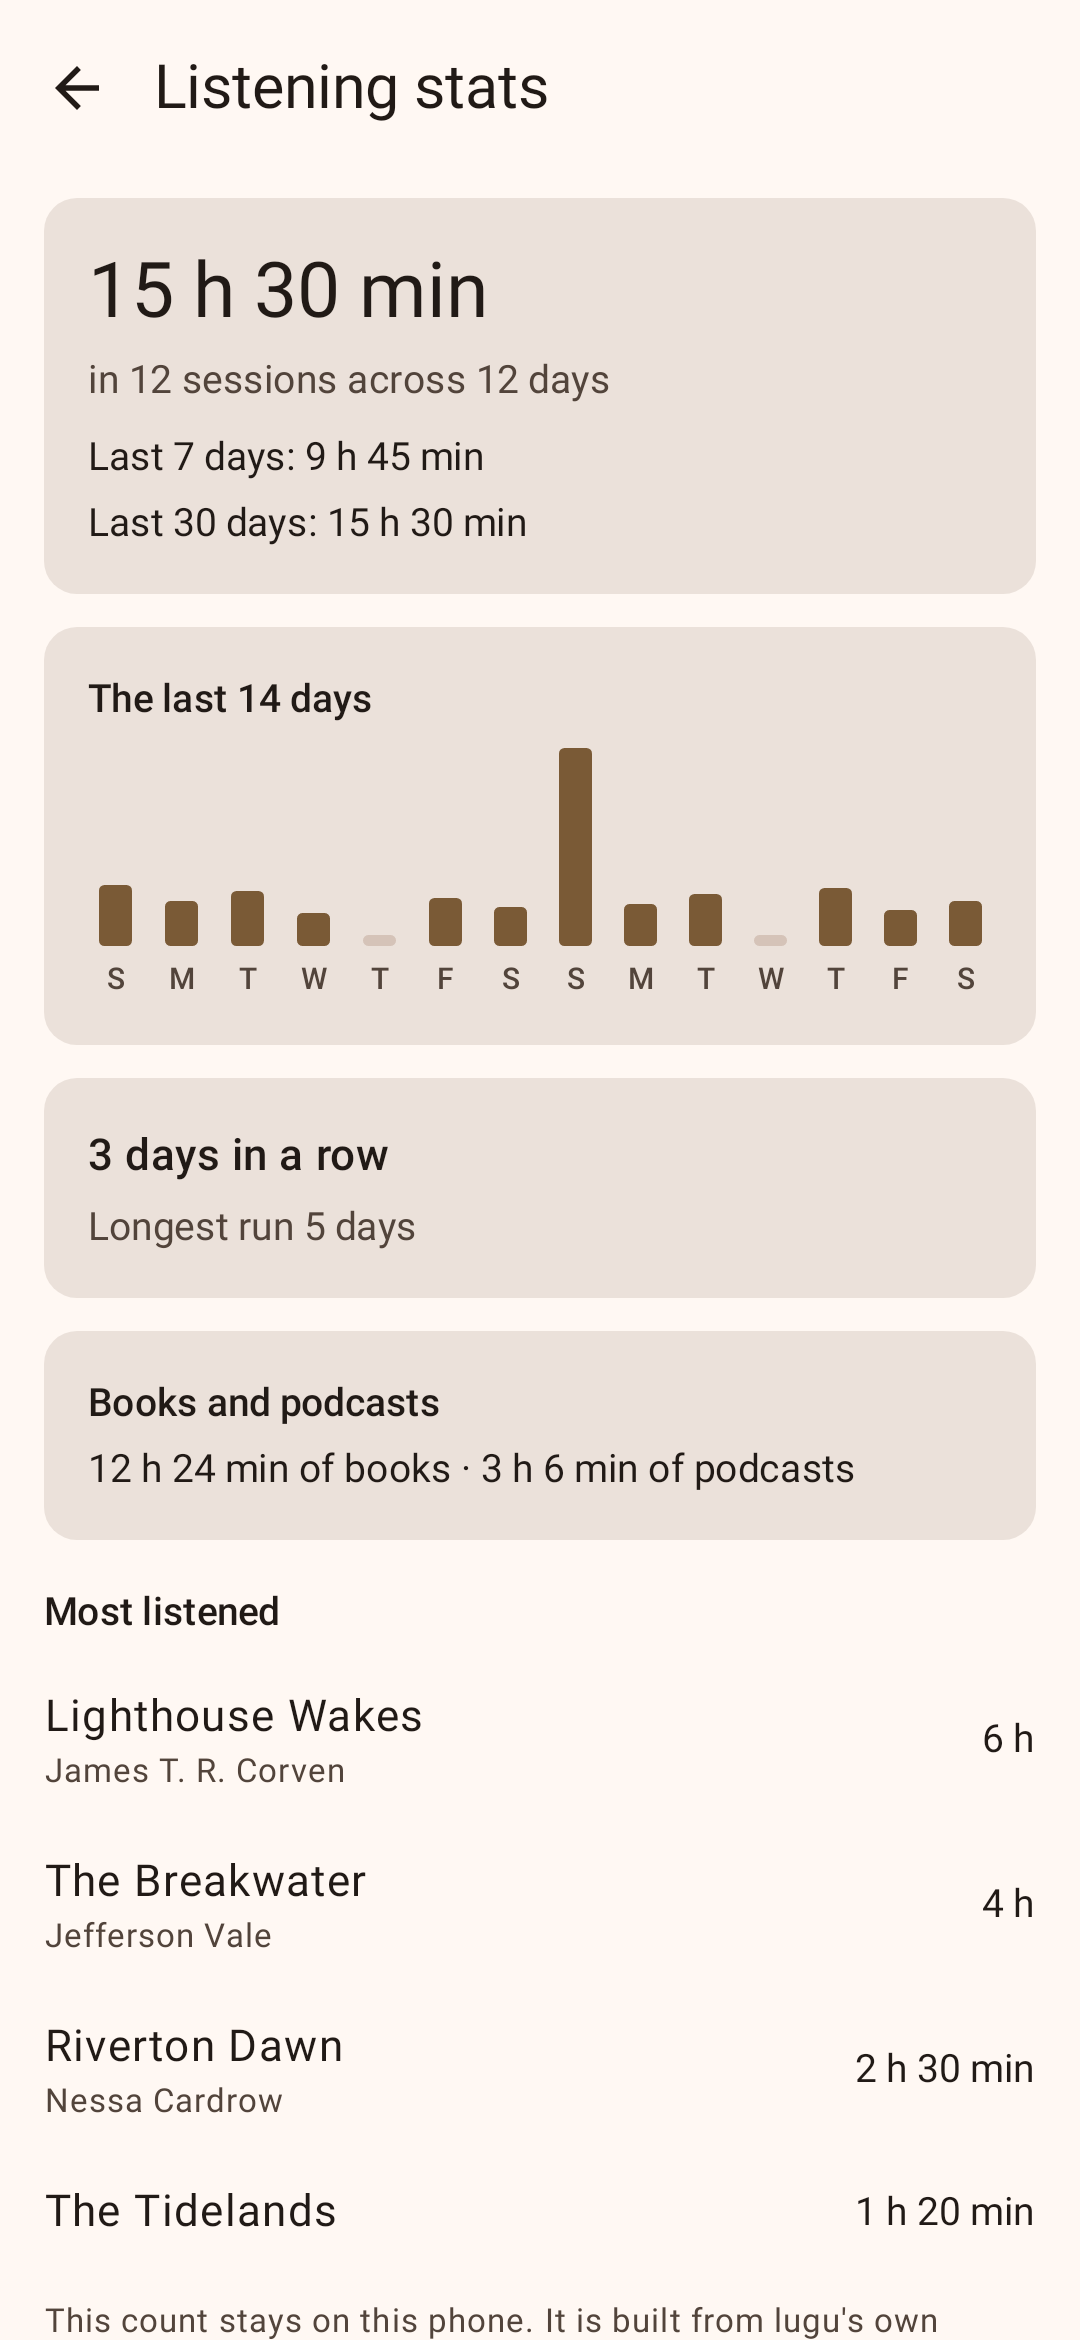 Listening stats
15 h 30 min
in 12 sessions across 12 days
Last 7 days: 9 h 45 min
Last 30 days: 15 h 30 min
The last 14 days
S M T W T F S S M T W T F S
3 days in a row
Longest run 5 days
Books and podcasts
12 h 24 min of books · 3 h 6 min of podcasts
Most listened
Lighthouse Wakes
James T. R. Corven
6 h
The Breakwater
Jefferson Vale
4 h
Riverton Dawn
Nessa Cardrow
2 h 30 min
The Tidelands
1 h 20 min
This count stays on this phone. It is built from lugu's own